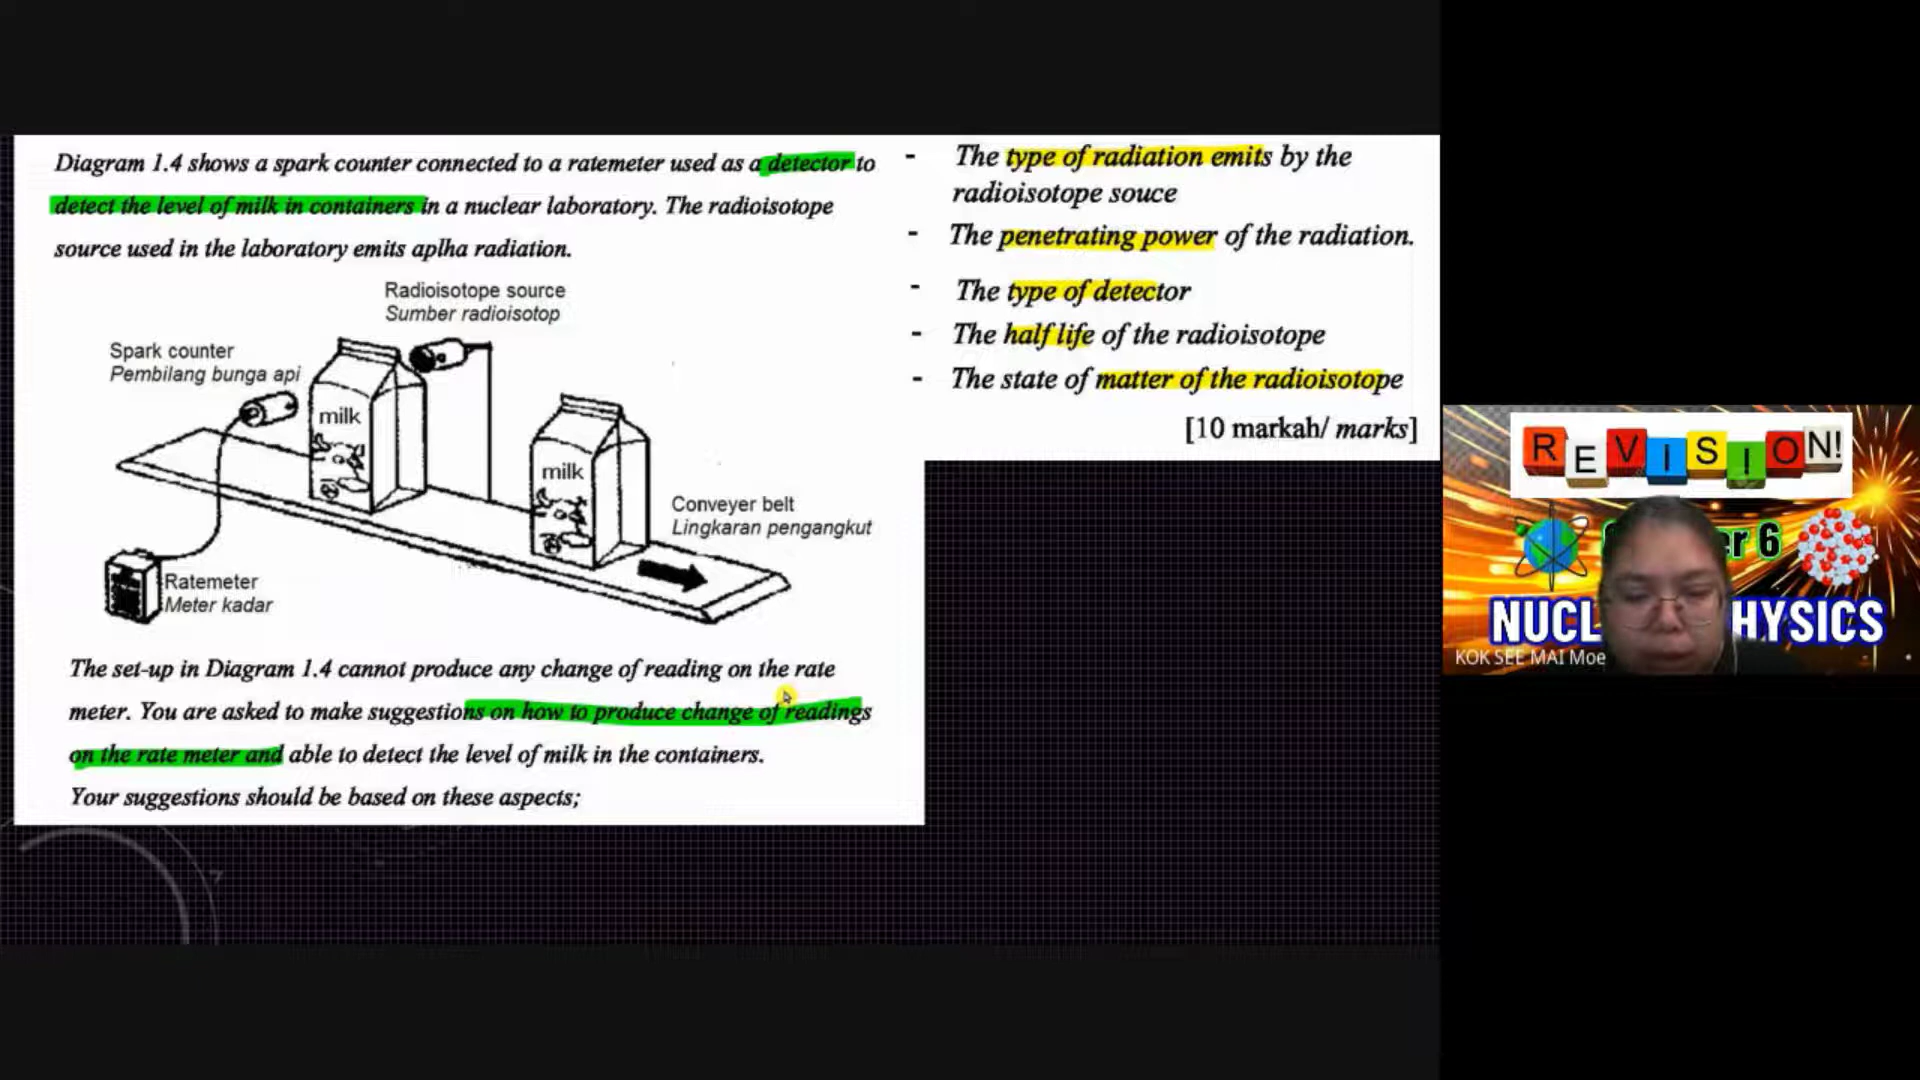 Diagram 1.4 shows a spark counter connected to a ratemeter used as a detector to
detect the level of milk in containers in a nuclear laboratory. The radioisotope
source used in the laboratory emits aplha radiation.
Radioisotope source
Sumber radioisotop
Spark counter
Pembilang bunga api
milk
milk
Conveyer belt
Lingkaran pengangkut
Ratemeter
Meter kadar
The set-up in Diagram 1.4 cannot produce any change of reading on the rate
meter. You are asked to make suggestions on how to produce change of readings
on the rate meter and able to detect the level of milk in the containers.
Your suggestions should be based on these aspects;
- The type of radiation emits by the
radioisotope souce
- The penetrating power of the radiation.
- The type of detector
- The half life of the radioisotope
- The state of matter of the radioisotope
[10 markah/ marks]
REVISION!
er 6
NUCL HYSICS
KOK SEE MAI Moe